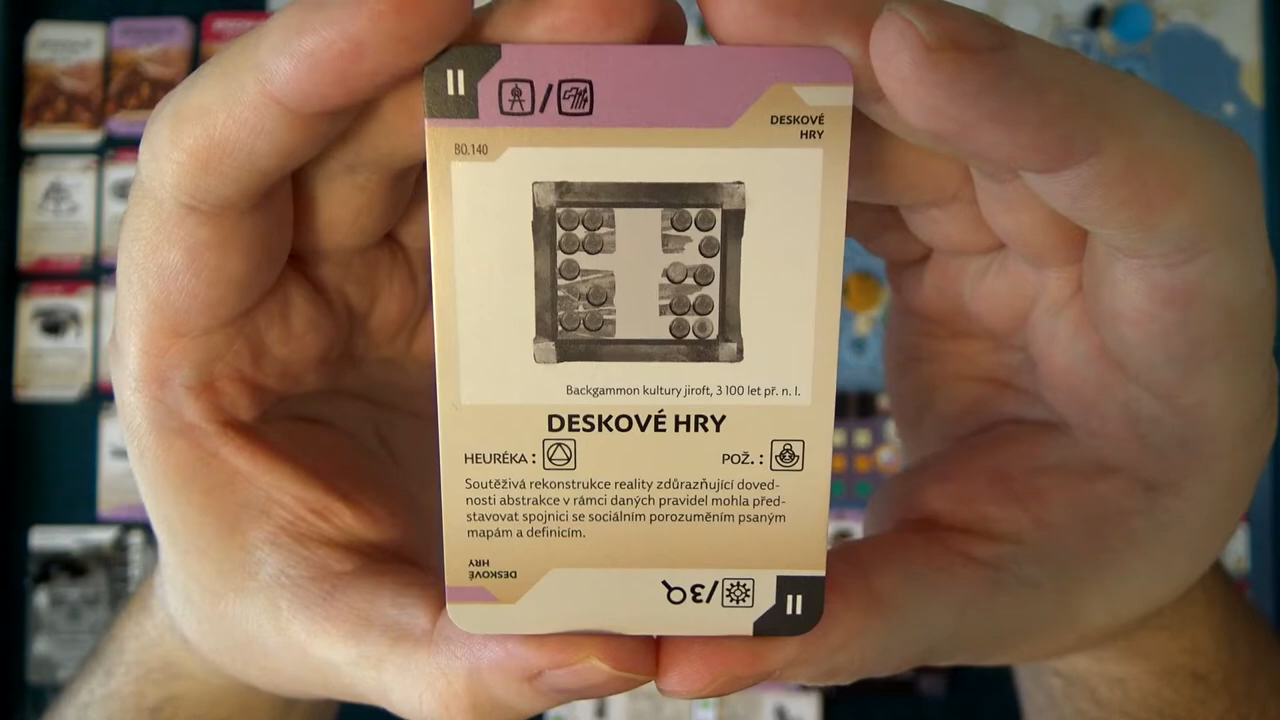 II
/
DESKOVÉ
HRY
BO.140
Backgammon kultury jiroft, 3 100 let př. n. l.
DESKOVÉ HRY
HEURÉKA :
POŽ. :
Soutěživá rekonstrukce reality zdůrazňující doved-
nosti abstrakce v rámci daných pravidel mohla před-
stavovat spojnici se sociálním porozuměním psaným
mapám a definicím.
DESKOVÉ
HRY
/3
II